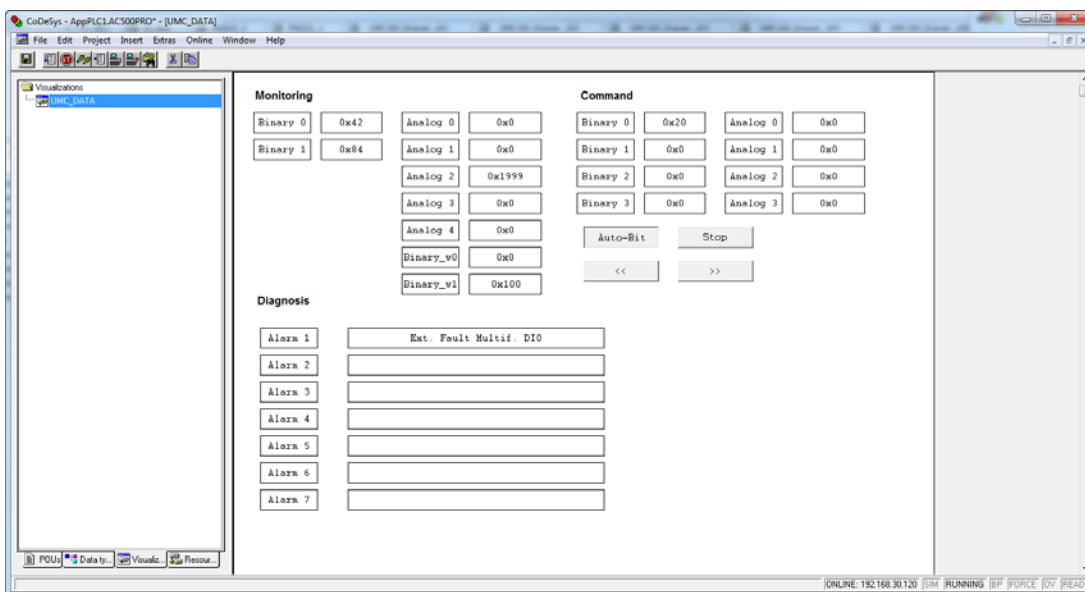 CoDeSys - AppPLC1.AC500PRO* - [UMC_DATA]
File Edit Project Insert Extras Online Window Help
Visualizations
UMC_DATA
Monitoring Command
Binary 0 0x42 Analog 0 0x0 Binary 0 0x20 Analog 0 0x0
Binary 1 0x84 Analog 1 0x0 Binary 1 0x0 Analog 1 0x0
Analog 2 0x1999 Binary 2 0x0 Analog 2 0x0
Analog 3 0x0 Binary 3 0x0 Analog 3 0x0
Analog 4 0x0 Auto-Bit Stop
Binary_w0 0x0 << >>
Binary_w1 0x100
Diagnosis
Alarm 1 Ext. Fault Multif. DI0
Alarm 2
Alarm 3
Alarm 4
Alarm 5
Alarm 6
Alarm 7
POUs Data ty... Visualiz... Resour...
ONLINE: 192.168.30.120 SIM RUNNING BP FORCE OV READ